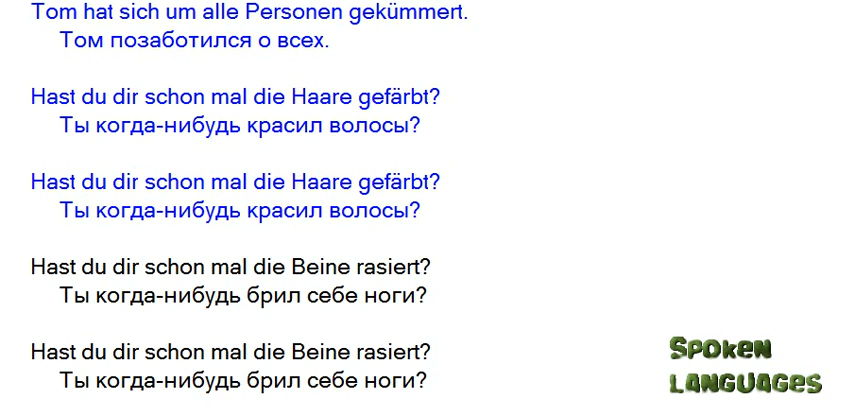 Tom hat sich um alle Personen gekümmert.
Том позаботился о всех.
Hast du dir schon mal die Haare gefärbt?
Ты когда-нибудь красил волосы?
Hast du dir schon mal die Haare gefärbt?
Ты когда-нибудь красил волосы?
Hast du dir schon mal die Beine rasiert?
Ты когда-нибудь брил себе ноги?
Hast du dir schon mal die Beine rasiert?
Ты когда-нибудь брил себе ноги?
Spoken
Languages